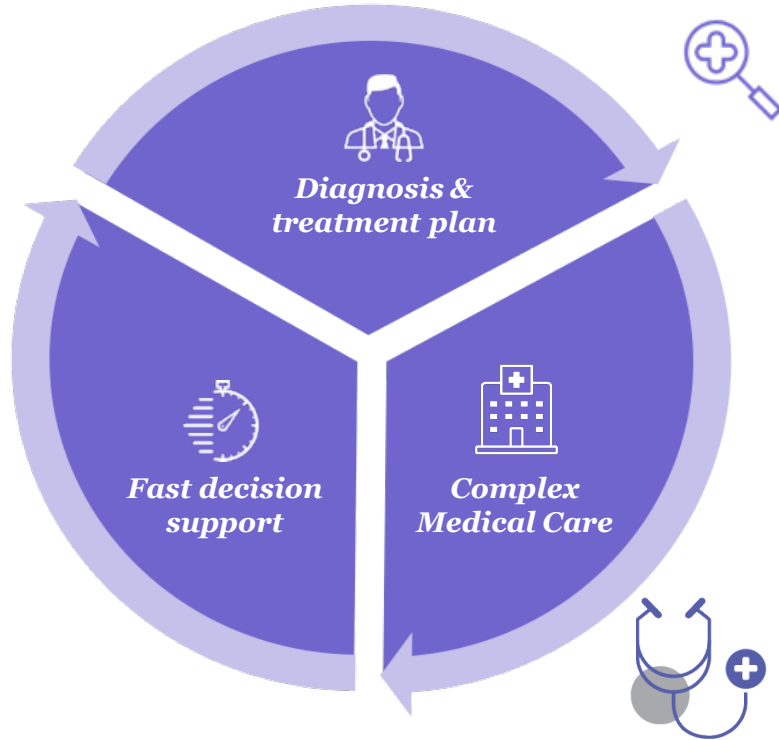 Diagnosis &
treatment plan
Fast decision
support
Complex
Medical Care